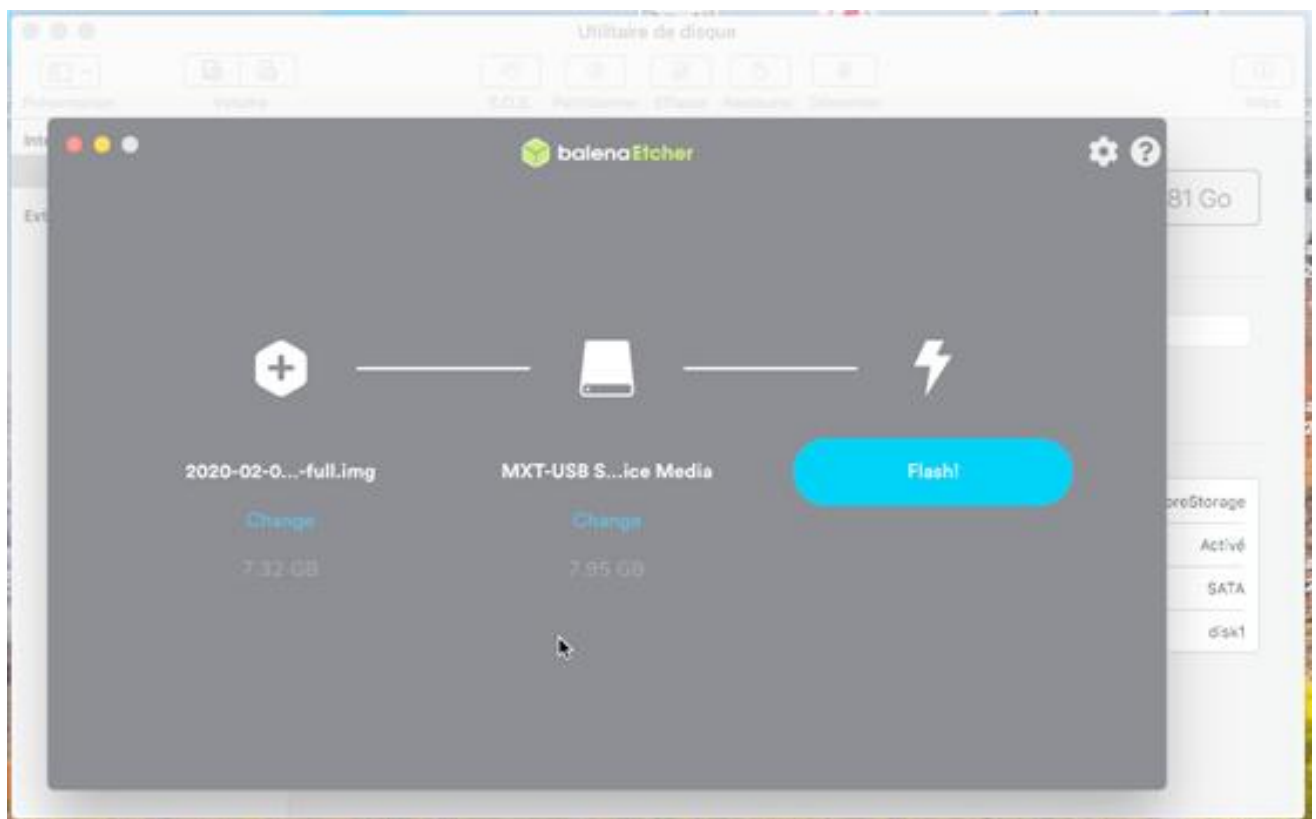 Utilitaire de disque
balenaEtcher
81 Go
2020-02-0...-full.img
MXT-USB S...ice Media
Flash!
Change
Change
7.32 GB
7.95 GB
oreStorage
Activé
SATA
disk1